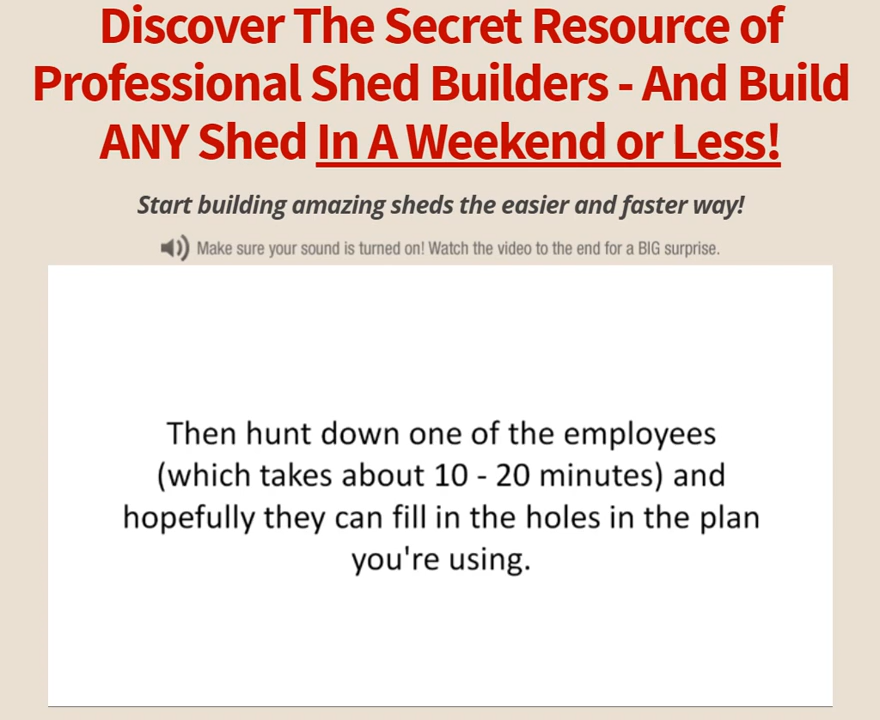 Discover The Secret Resource of
Professional Shed Builders - And Build
ANY Shed In A Weekend or Less!
Start building amazing sheds the easier and faster way!
Make sure your sound is turned on! Watch the video to the end for a BIG surprise.
Then hunt down one of the employees
(which takes about 10 - 20 minutes) and
hopefully they can fill in the holes in the plan
you're using.